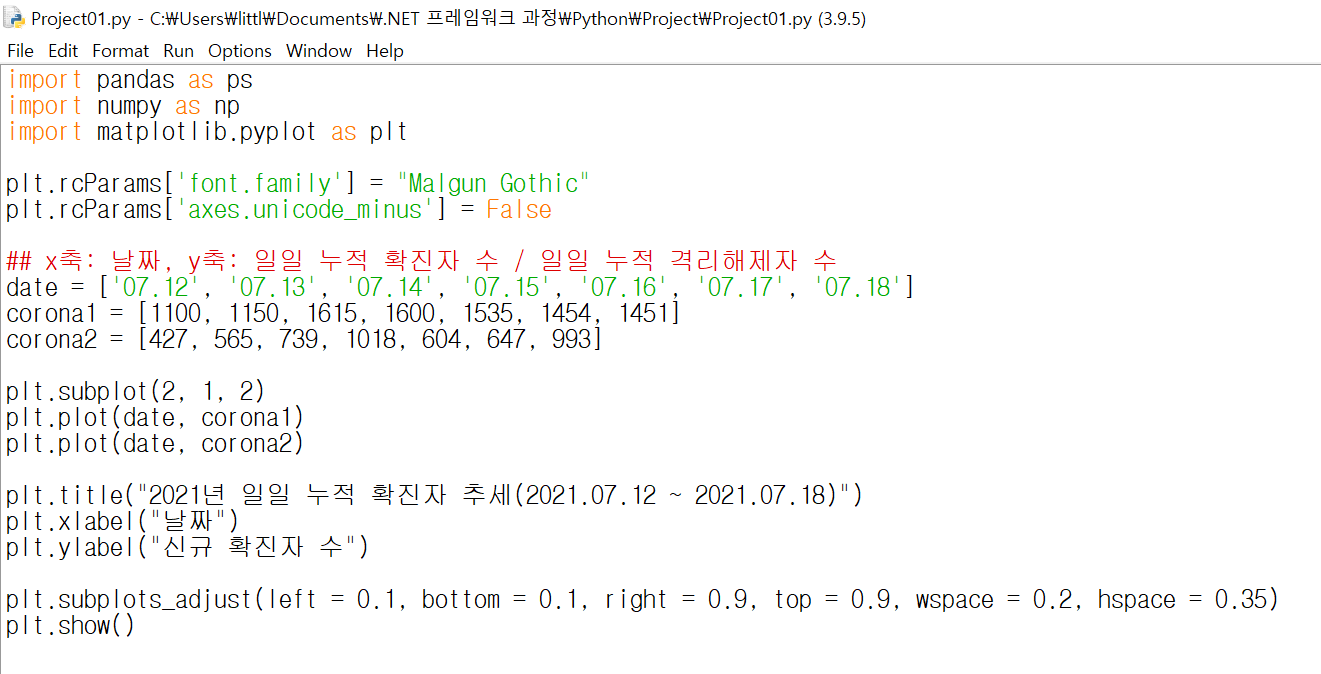 Project01.py - C:₩Users₩littl₩Documents₩.NET 프레임워크 과정₩Python₩Project₩Project01.py (3.9.5)
File Edit Format Run Options Window Help
import pandas as ps
import numpy as np
import matplotlib.pyplot as plt
plt.rcParams['font.family'] = "Malgun Gothic"
plt.rcParams['axes.unicode_minus'] = False
## x축: 날짜, y축: 일일 누적 확진자 수 / 일일 누적 격리해제자 수
date = ['07.12', '07.13', '07.14', '07.15', '07.16', '07.17', '07.18']
corona1 = [1100, 1150, 1615, 1600, 1535, 1454, 1451]
corona2 = [427, 565, 739, 1018, 604, 647, 993]
plt.subplot(2, 1, 2)
plt.plot(date, corona1)
plt.plot(date, corona2)
plt.title("2021년 일일 누적 확진자 추세(2021.07.12 ~ 2021.07.18)")
plt.xlabel("날짜")
plt.ylabel("신규 확진자 수")
plt.subplots_adjust(left = 0.1, bottom = 0.1, right = 0.9, top = 0.9, wspace = 0.2, hspace = 0.35)
plt.show()